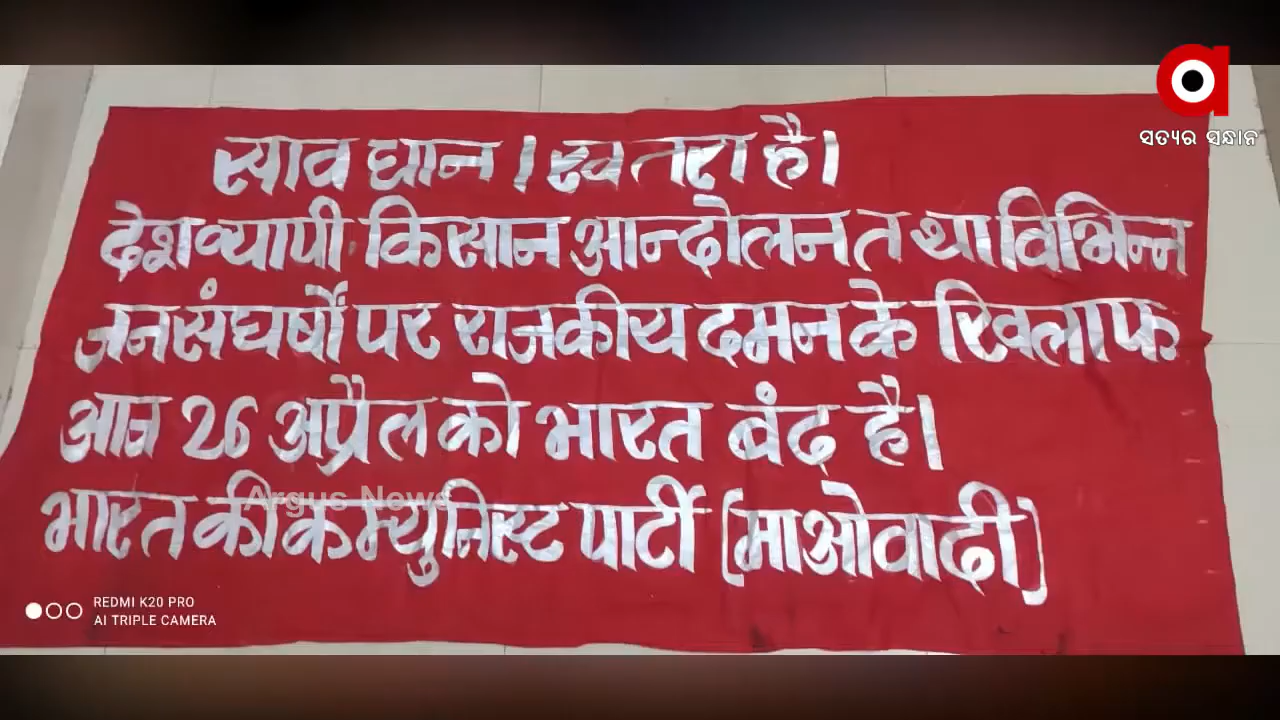 ସତ୍ୟର ସନ୍ଧାନ
सावधान । खतरा है।
देशव्यापी किसान आन्दोलन तथा विभिन्न
जनसंघर्षों पर राजकीय दमन के खिलाफ
आज 26 अप्रैल को भारत बंद है।
Argus News
भारत की कम्युनिस्ट पार्टी (माओवादी)
REDMI K20 PRO
AI TRIPLE CAMERA